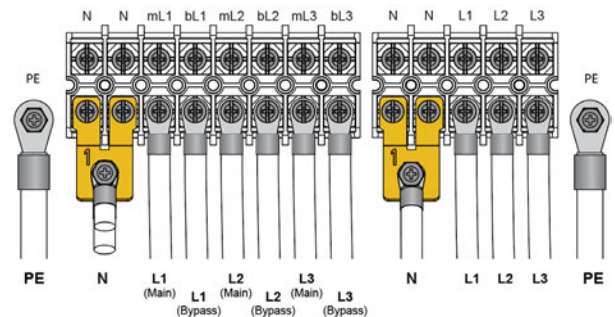 N N mL1 bL1 mL2 bL2 mL3 bL3 N N L1 L2 L3
PE PE
1 1
PE N L1 L2 L3 N L1 L2 L3 PE
(Main) (Main) (Main)
L1 L2 L3
(Bypass) (Bypass) (Bypass)